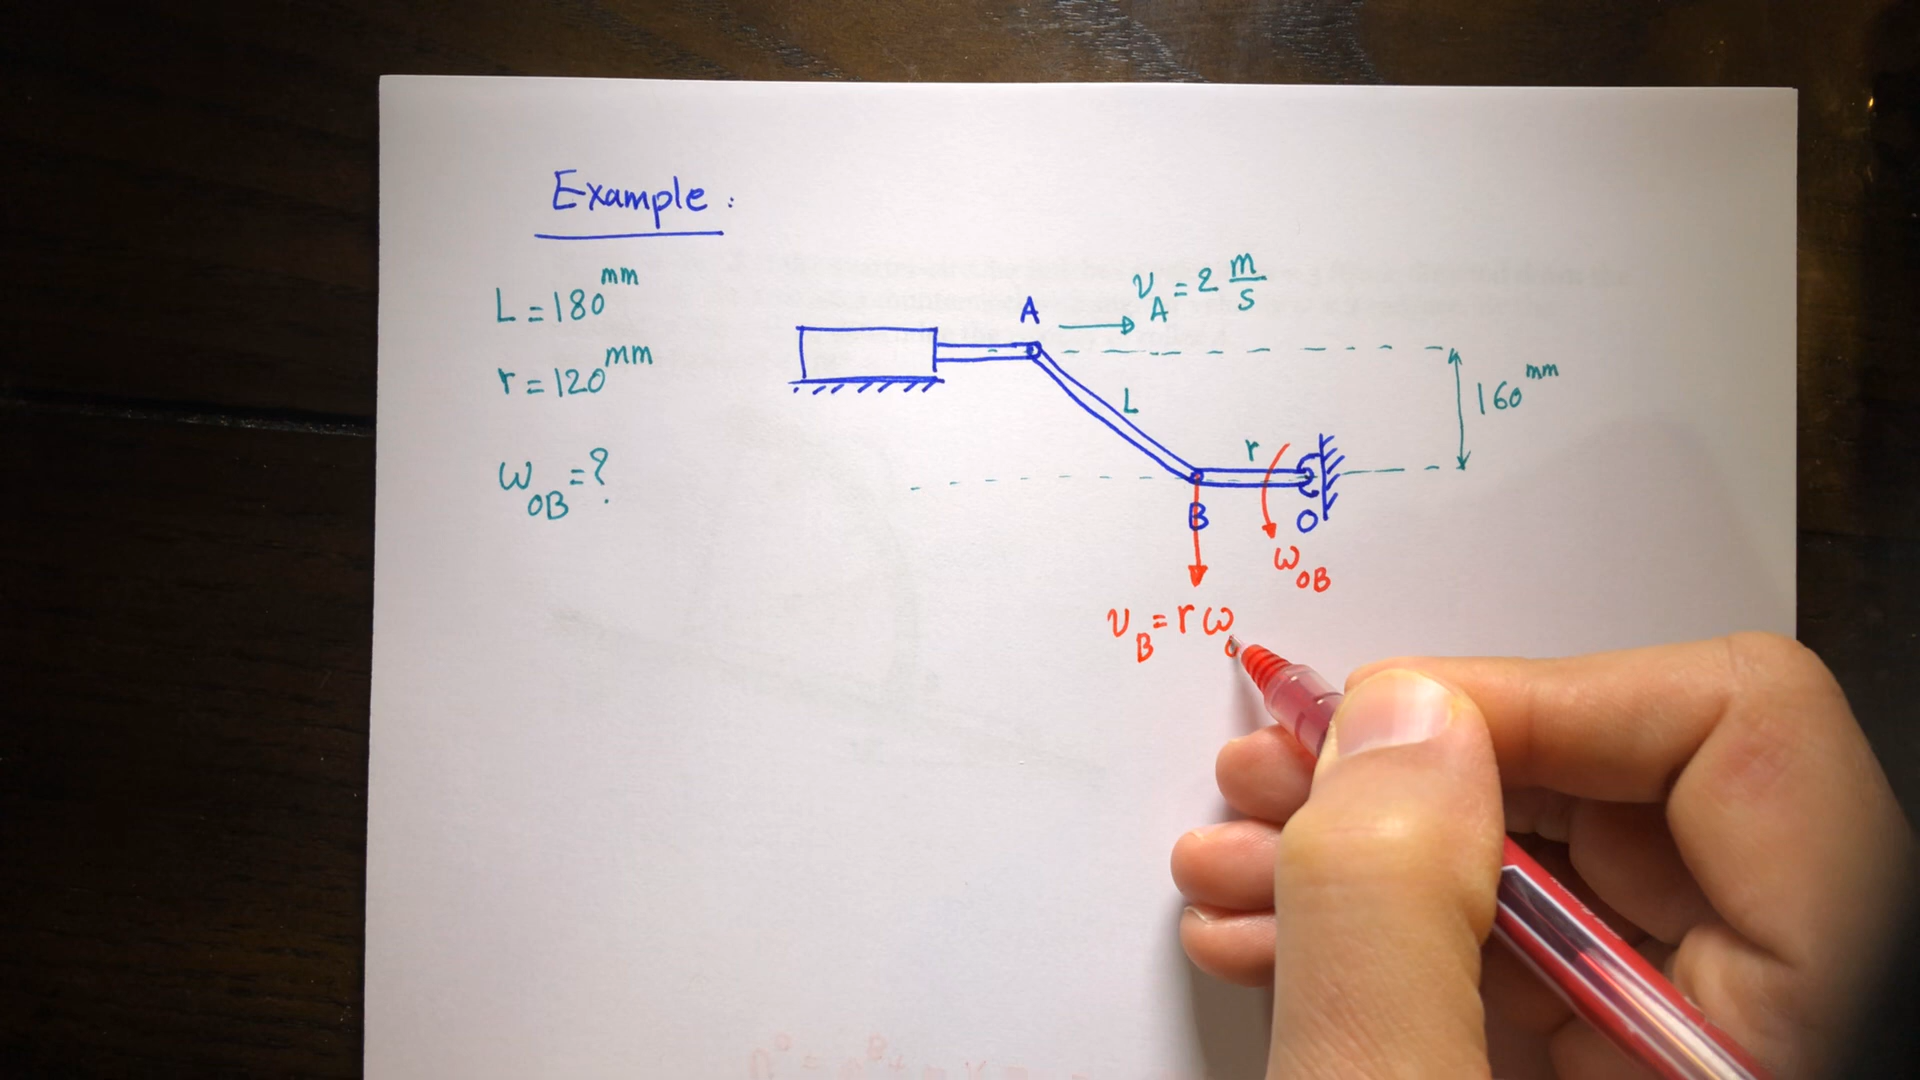 Example:
L = 180 mm
r = 120 mm
ω OB = ?
A
v A = 2 m/s
L
160 mm
r
B
O
ω OB
v B = r ω o